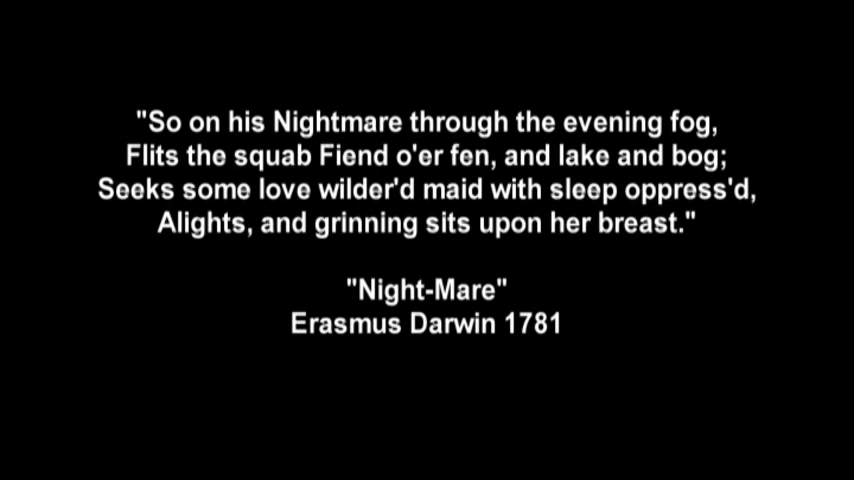 "So on his Nightmare through the evening fog,
Flits the squab Fiend o'er fen, and lake and bog;
Seeks some love wilder'd maid with sleep oppress'd,
Alights, and grinning sits upon her breast."
"Night-Mare"
Erasmus Darwin 1781